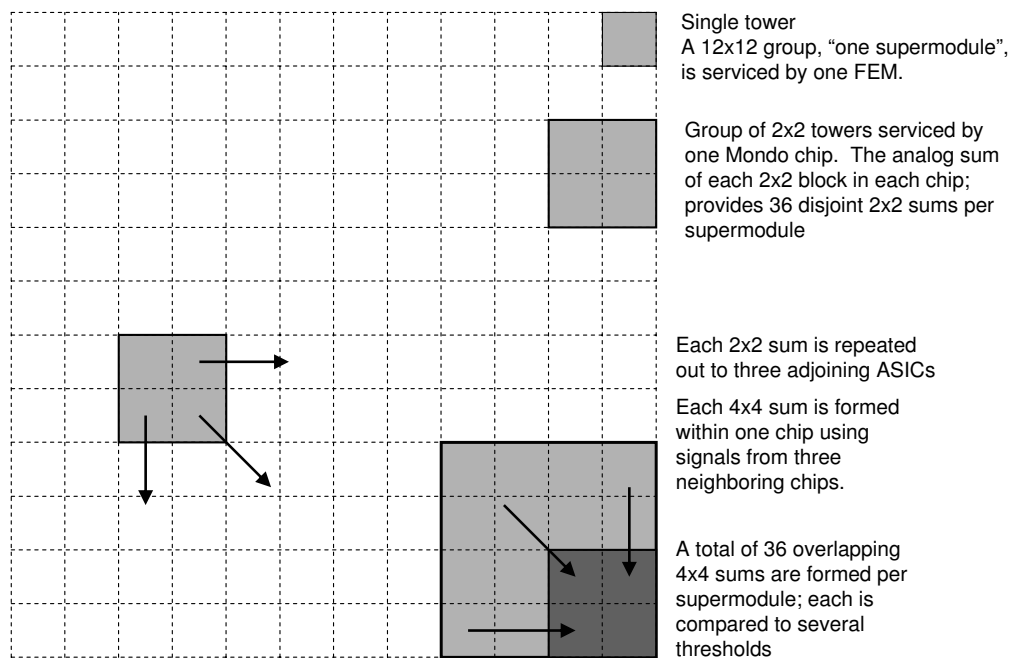 Single tower
A 12x12 group, “one supermodule”,
is serviced by one FEM.
Group of 2x2 towers serviced by
one Mondo chip. The analog sum
of each 2x2 block in each chip;
provides 36 disjoint 2x2 sums per
supermodule
Each 2x2 sum is repeated
out to three adjoining ASICs
Each 4x4 sum is formed
within one chip using
signals from three
neighboring chips.
A total of 36 overlapping
4x4 sums are formed per
supermodule; each is
compared to several
thresholds